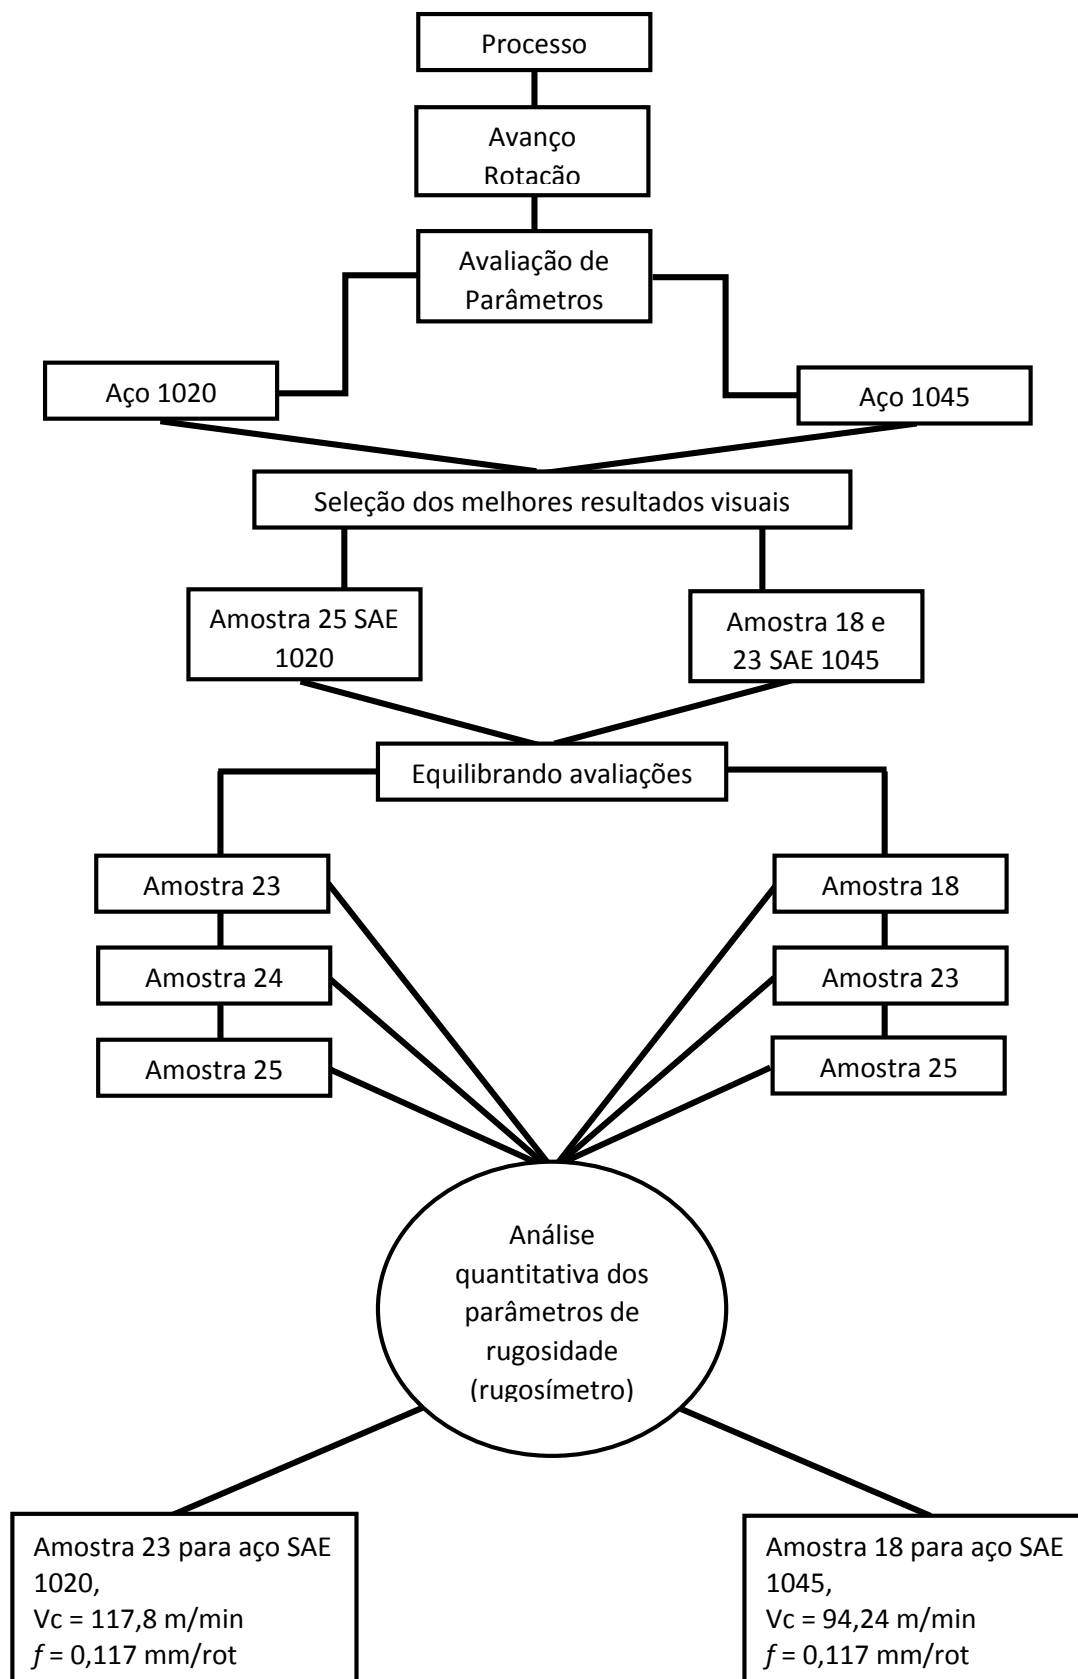 Processo
Avanço
Rotação
Avaliação de
Parâmetros
Aço 1020
Aço 1045
Seleção dos melhores resultados visuais
Amostra 25 SAE
1020
Amostra 18 e
23 SAE 1045
Equilibrando avaliações
Amostra 23
Amostra 18
Amostra 24
Amostra 23
Amostra 25
Amostra 25
Análise
quantitativa dos
parâmetros de
rugosidade
(rugosímetro)
Amostra 23 para aço SAE
1020,
Vc = 117,8 m/min
f = 0,117 mm/rot
Amostra 18 para aço SAE
1045,
Vc = 94,24 m/min
f = 0,117 mm/rot